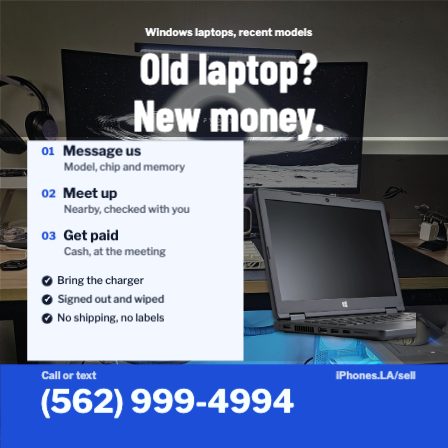 Windows laptops, recent models
Old laptop?
New money.
01 Message us
Model, chip and memory
02 Meet up
Nearby, checked with you
03 Get paid
Cash, at the meeting
Bring the charger
Signed out and wiped
No shipping, no labels
Call or text
iPhones.LA/sell
(562) 999-4994